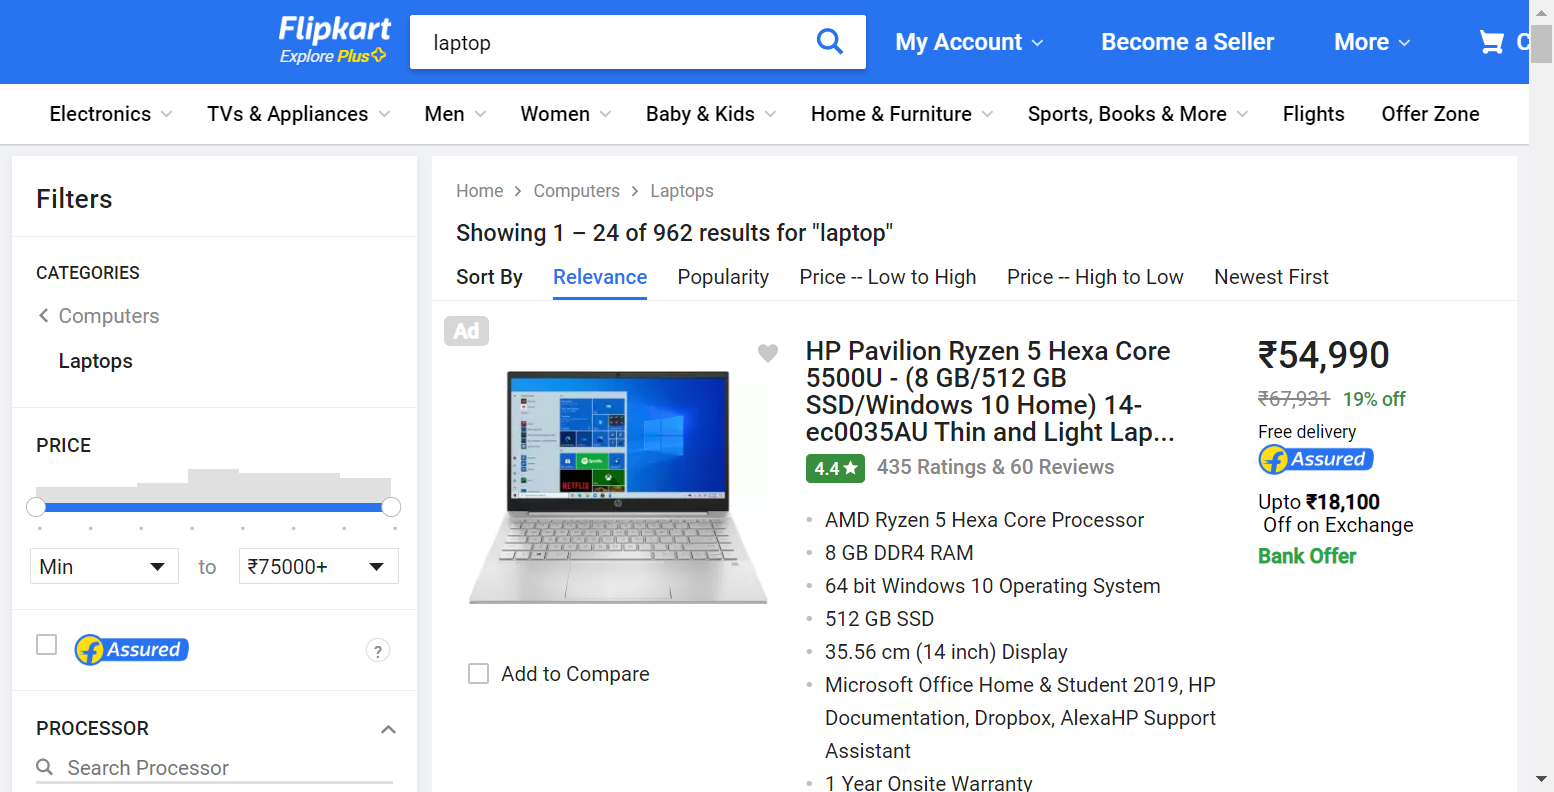 Flipkart
Explore Plus
laptop
My Account
Become a Seller
More
C
Electronics
TVs & Appliances
Men
Women
Baby & Kids
Home & Furniture
Sports, Books & More
Flights
Offer Zone
Filters
CATEGORIES
Computers
Laptops
PRICE
Min
to
₹75000+
Assured
?
PROCESSOR
Search Processor
Home
Computers
Laptops
Showing 1 – 24 of 962 results for "laptop"
Sort By
Relevance
Popularity
Price -- Low to High
Price -- High to Low
Newest First
Ad
NETFLIX
Spotify
Add to Compare
HP Pavilion Ryzen 5 Hexa Core
5500U - (8 GB/512 GB
SSD/Windows 10 Home) 14-
ec0035AU Thin and Light Lap...
4.4
435 Ratings & 60 Reviews
AMD Ryzen 5 Hexa Core Processor
8 GB DDR4 RAM
64 bit Windows 10 Operating System
512 GB SSD
35.56 cm (14 inch) Display
Microsoft Office Home & Student 2019, HP
Documentation, Dropbox, AlexaHP Support
Assistant
1 Year Onsite Warranty
₹54,990
₹67,931 19% off
Free delivery
Assured
Upto ₹18,100
Off on Exchange
Bank Offer